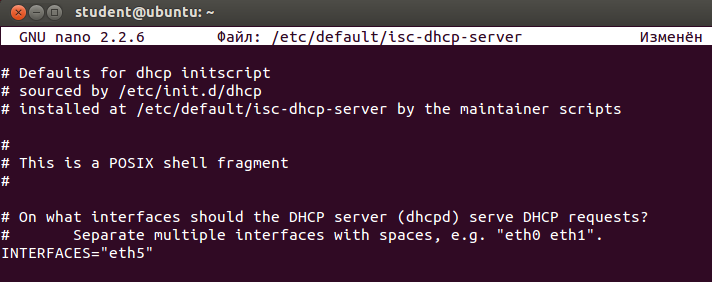 student@ubuntu: ~
GNU nano 2.2.6 Файл: /etc/default/isc-dhcp-server Изменён
# Defaults for dhcp initscript
# sourced by /etc/init.d/dhcp
# installed at /etc/default/isc-dhcp-server by the maintainer scripts
#
# This is a POSIX shell fragment
#
# On what interfaces should the DHCP server (dhcpd) serve DHCP requests?
#       Separate multiple interfaces with spaces, e.g. "eth0 eth1".
INTERFACES="eth5"